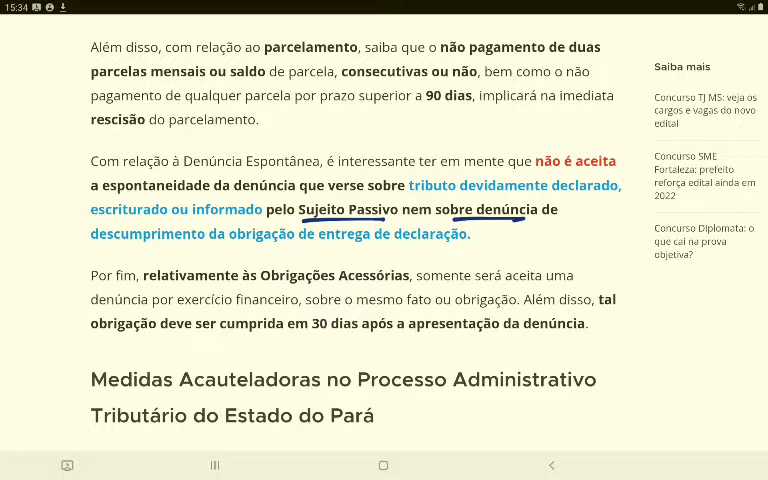 15:34
Além disso, com relação ao parcelamento, saiba que o não pagamento de duas
parcelas mensais ou saldo de parcela, consecutivas ou não, bem como o não
pagamento de qualquer parcela por prazo superior a 90 dias, implicará na imediata
rescisão do parcelamento.
Com relação à Denúncia Espontânea, é interessante ter em mente que não é aceita
a espontaneidade da denúncia que verse sobre tributo devidamente declarado,
escriturado ou informado pelo Sujeito Passivo nem sobre denúncia de
descumprimento da obrigação de entrega de declaração.
Por fim, relativamente às Obrigações Acessórias, somente será aceita uma
denúncia por exercício financeiro, sobre o mesmo fato ou obrigação. Além disso, tal
obrigação deve ser cumprida em 30 dias após a apresentação da denúncia.
Medidas Acauteladoras no Processo Administrativo
Tributário do Estado do Pará
Saiba mais
Concurso TJ MS: veja os
cargos e vagas do novo
edital
Concurso SME
Fortaleza: prefeito
reforça edital ainda em
2022
Concurso Diplomata: o
que cai na prova
objetiva?